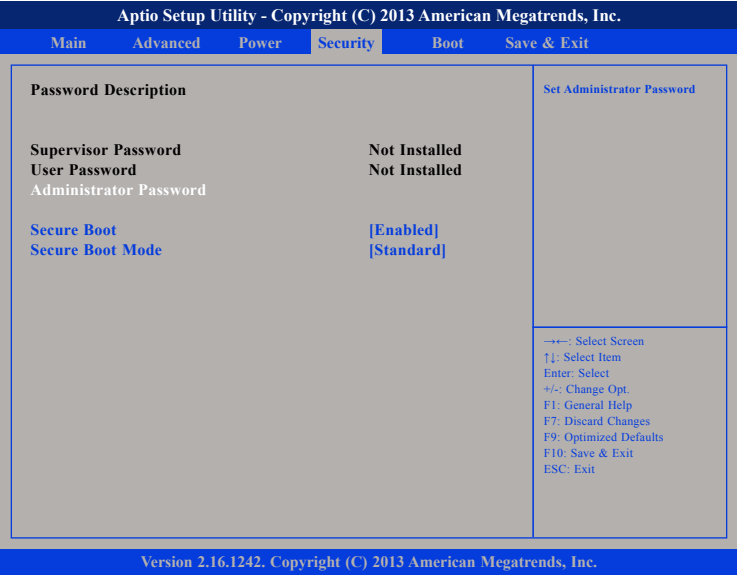 Aptio Setup Utility - Copyright (C) 2013 American Megatrends, Inc.
Main Advanced Power Security Boot Save & Exit
Password Description
Supervisor Password Not Installed
User Password Not Installed
Administrator Password
Secure Boot [Enabled]
Secure Boot Mode [Standard]
Set Administrator Password
→←: Select Screen
↑↓: Select Item
Enter: Select
+/-: Change Opt.
F1: General Help
F7: Discard Changes
F9: Optimized Defaults
F10: Save & Exit
ESC: Exit
Version 2.16.1242. Copyright (C) 2013 American Megatrends, Inc.